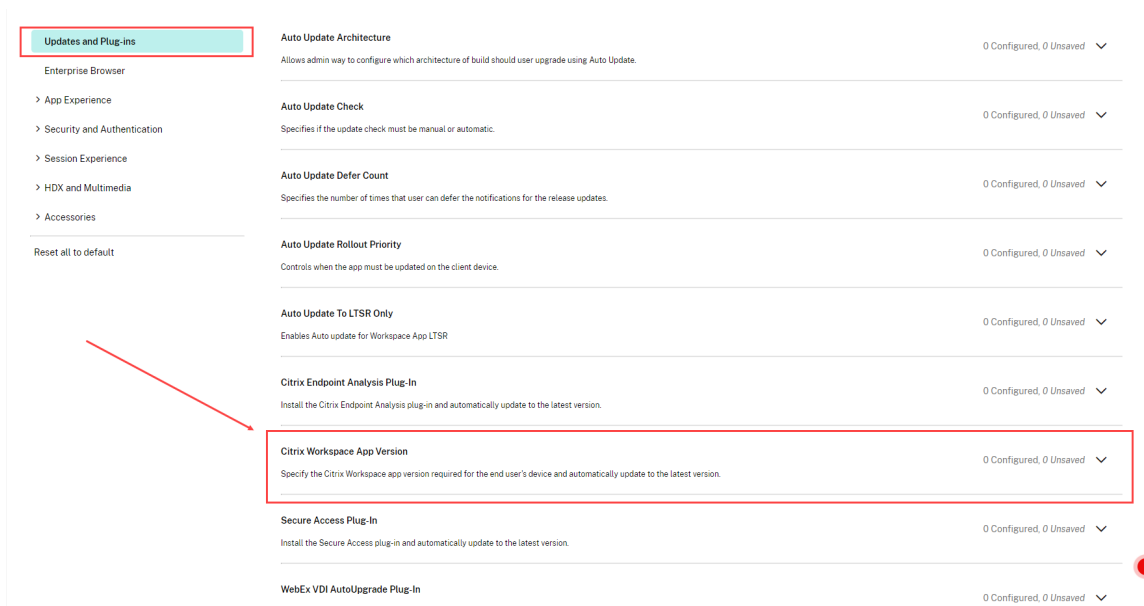 Updates and Plug-ins
Enterprise Browser
App Experience
Security and Authentication
Session Experience
HDX and Multimedia
Accessories
Reset all to default
Auto Update Architecture
0 Configured, 0 Unsaved
Allows admin way to configure which architecture of build should user upgrade using Auto Update.
Auto Update Check
0 Configured, 0 Unsaved
Specifies if the update check must be manual or automatic.
Auto Update Defer Count
0 Configured, 0 Unsaved
Specifies the number of times that user can defer the notifications for the release updates.
Auto Update Rollout Priority
0 Configured, 0 Unsaved
Controls when the app must be updated on the client device.
Auto Update To LTSR Only
0 Configured, 0 Unsaved
Enables Auto update for Workspace App LTSR
Citrix Endpoint Analysis Plug-In
0 Configured, 0 Unsaved
Install the Citrix Endpoint Analysis plug-in and automatically update to the latest version.
Citrix Workspace App Version
0 Configured, 0 Unsaved
Specify the Citrix Workspace app version required for the end user's device and automatically update to the latest version.
Secure Access Plug-In
0 Configured, 0 Unsaved
Install the Secure Access plug-in and automatically update to the latest version.
WebEx VDI AutoUpgrade Plug-In
0 Configured, 0 Unsaved